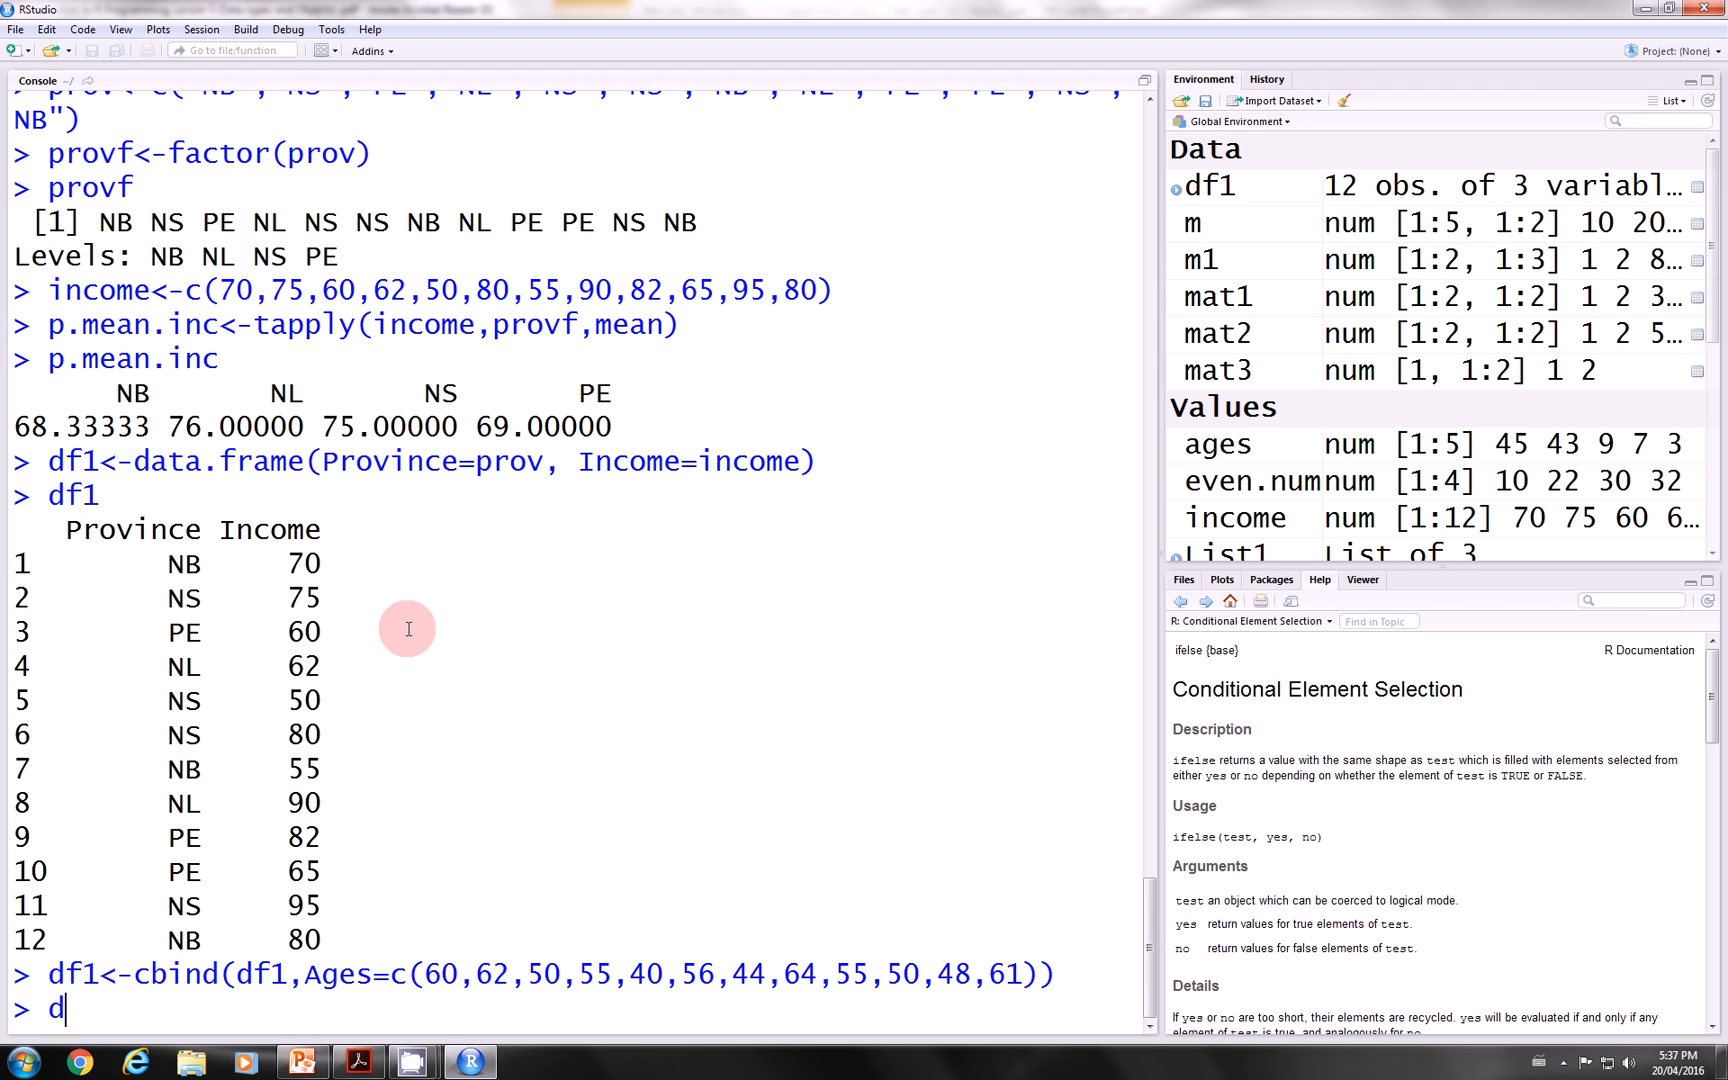 RStudio
File Edit Code View Plots Session Build Debug Tools Help
Go to file/function Addins Project: (None)
Console ~/
NB")
> provf<-factor(prov)
> provf
[1] NB NS PE NL NS NS NB NL PE PE NS NB
Levels: NB NL NS PE
> income<-c(70,75,60,62,50,80,55,90,82,65,95,80)
> p.mean.inc<-tapply(income,provf,mean)
> p.mean.inc
NB NL NS PE
68.33333 76.00000 75.00000 69.00000
> df1<-data.frame(Province=prov, Income=income)
> df1
Province Income
1 NB 70
2 NS 75
3 PE 60
4 NL 62
5 NS 50
6 NS 80
7 NB 55
8 NL 90
9 PE 82
10 PE 65
11 NS 95
12 NB 80
> df1<-cbind(df1,Ages=c(60,62,50,55,40,56,44,64,55,50,48,61))
> d
Environment History
Import Dataset List
Global Environment
Data
df1 12 obs. of 3 variabl...
m num [1:5, 1:2] 10 20...
m1 num [1:2, 1:3] 1 2 8...
mat1 num [1:2, 1:2] 1 2 3...
mat2 num [1:2, 1:2] 1 2 5...
mat3 num [1, 1:2] 1 2
Values
ages num [1:5] 45 43 9 7 3
even.num num [1:4] 10 22 30 32
income num [1:12] 70 75 60 6...
List1 List of 3
Files Plots Packages Help Viewer
R: Conditional Element Selection Find in Topic
ifelse {base} R Documentation
Conditional Element Selection
Description
ifelse returns a value with the same shape as test which is filled with elements selected from
either yes or no depending on whether the element of test is TRUE or FALSE.
Usage
ifelse(test, yes, no)
Arguments
test an object which can be coerced to logical mode.
yes return values for true elements of test.
no return values for false elements of test.
Details
If yes or no are too short, their elements are recycled. yes will be evaluated if and only if any
element of test is true, and analogously for no.
5:37 PM
20/04/2016